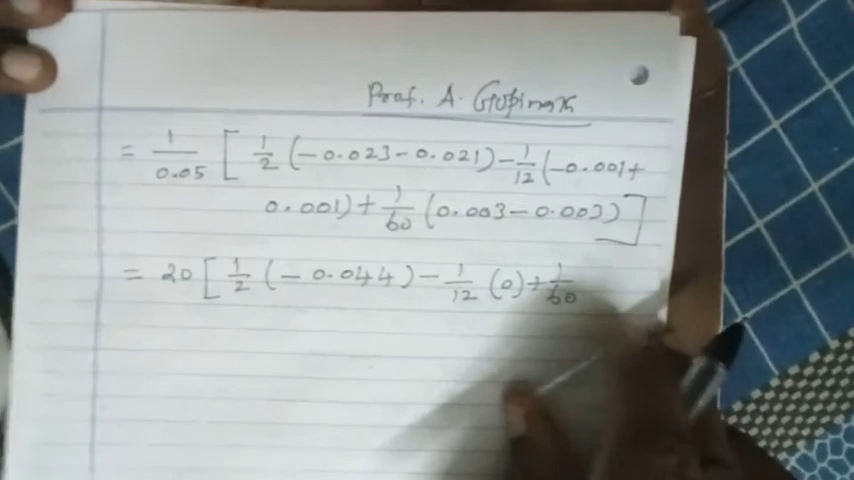 Prof. A. Gopinath
= 1/0.05 [ 1/2 (-0.023-0.021) - 1/12 (-0.001+
0.001) + 1/60 (0.003-0.003) ]
= 20 [ 1/2 (-0.044) - 1/12 (0) + 1/60